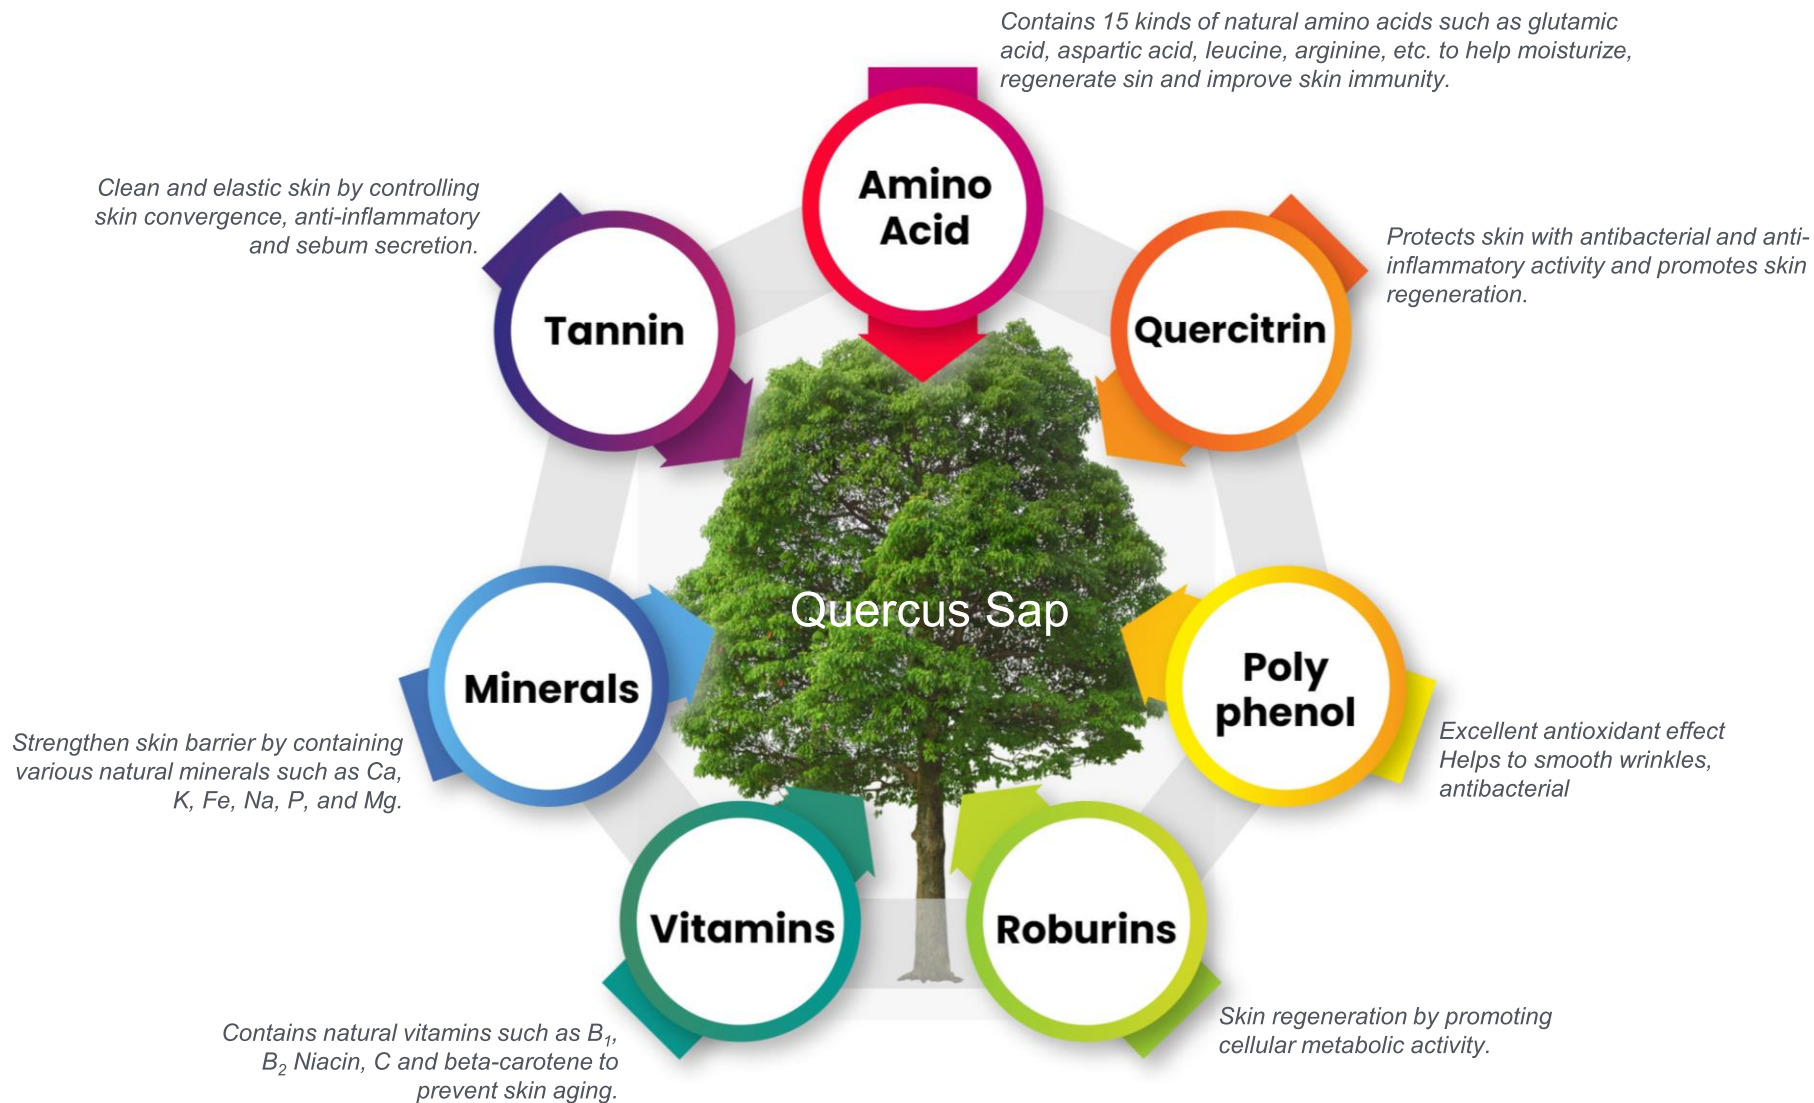 Contains 15 kinds of natural amino acids such as glutamic
acid, aspartic acid, leucine, arginine, etc. to help moisturize,
regenerate sin and improve skin immunity.
Amino
Acid
Clean and elastic skin by controlling
skin convergence, anti-inflammatory
and sebum secretion.
Tannin
Quercitrin
Protects skin with antibacterial and anti-
inflammatory activity and promotes skin
regeneration.
Quercus Sap
Minerals
Strengthen skin barrier by containing
various natural minerals such as Ca,
K, Fe, Na, P, and Mg.
Poly
phenol
Excellent antioxidant effect
Helps to smooth wrinkles,
antibacterial
Vitamins
Contains natural vitamins such as B₁,
B₂ Niacin, C and beta-carotene to
prevent skin aging.
Roburins
Skin regeneration by promoting
cellular metabolic activity.